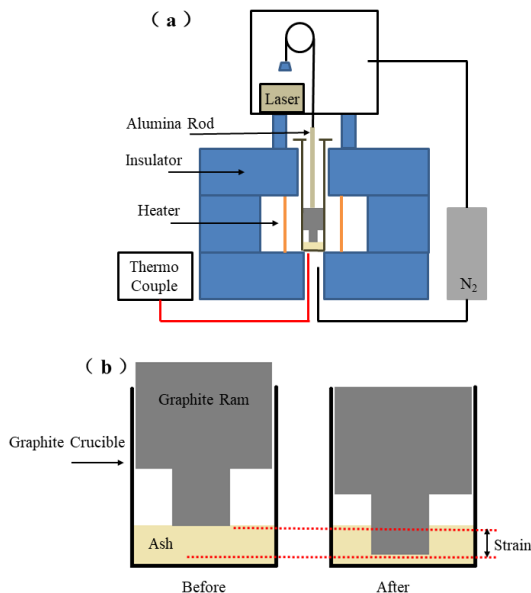 （a）
Laser
Alumina Rod
Insulator
Heater
Thermo
Couple
N₂
（b）
Graphite Ram
Graphite Crucible
Ash
Strain
Before
After